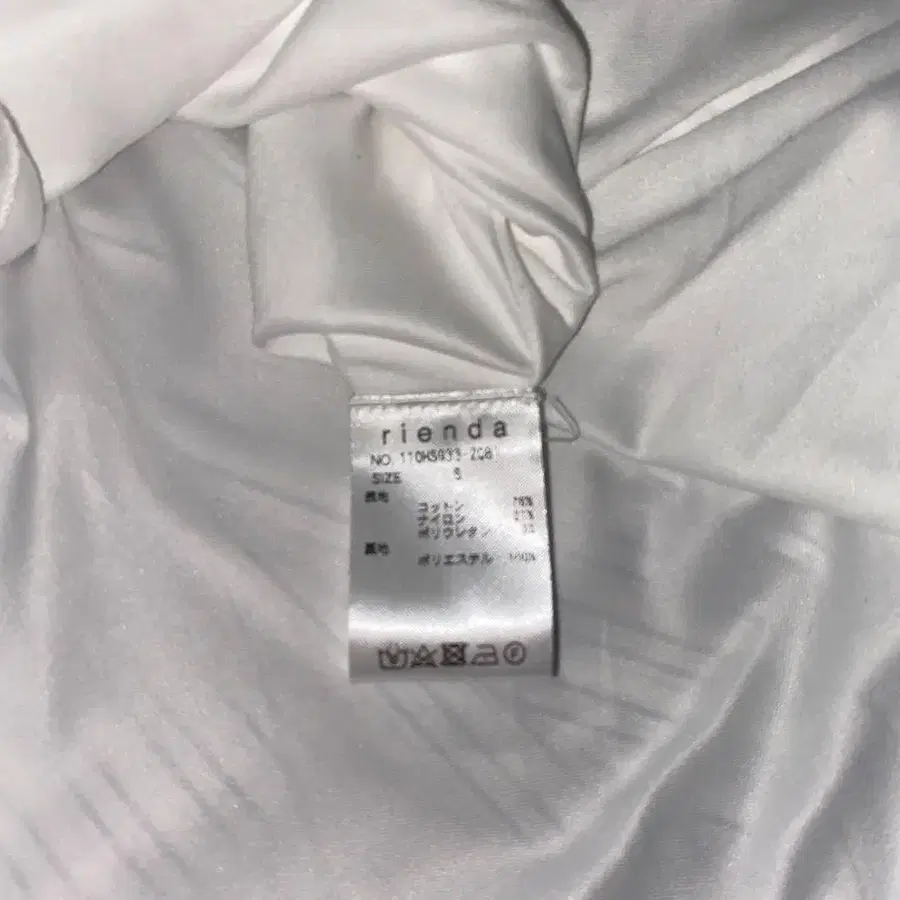 rienda
SIZE S
表地
コットン
ナイロン
ポリウレタン
裏地
ポリエステル 100%